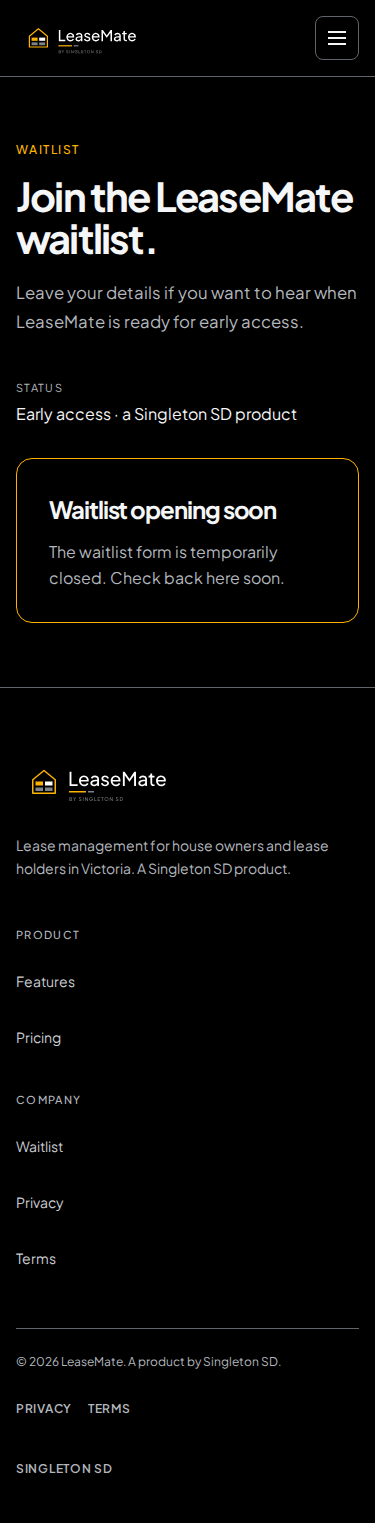 LeaseMate
BY SINGLETON SD
WAITLIST
Join the LeaseMate
waitlist.
Leave your details if you want to hear when
LeaseMate is ready for early access.
STATUS
Early access · a Singleton SD product
Waitlist opening soon
The waitlist form is temporarily
closed. Check back here soon.
LeaseMate
BY SINGLETON SD
Lease management for house owners and lease
holders in Victoria. A Singleton SD product.
PRODUCT
Features
Pricing
COMPANY
Waitlist
Privacy
Terms
© 2026 LeaseMate. A product by Singleton SD.
PRIVACY TERMS
SINGLETON SD